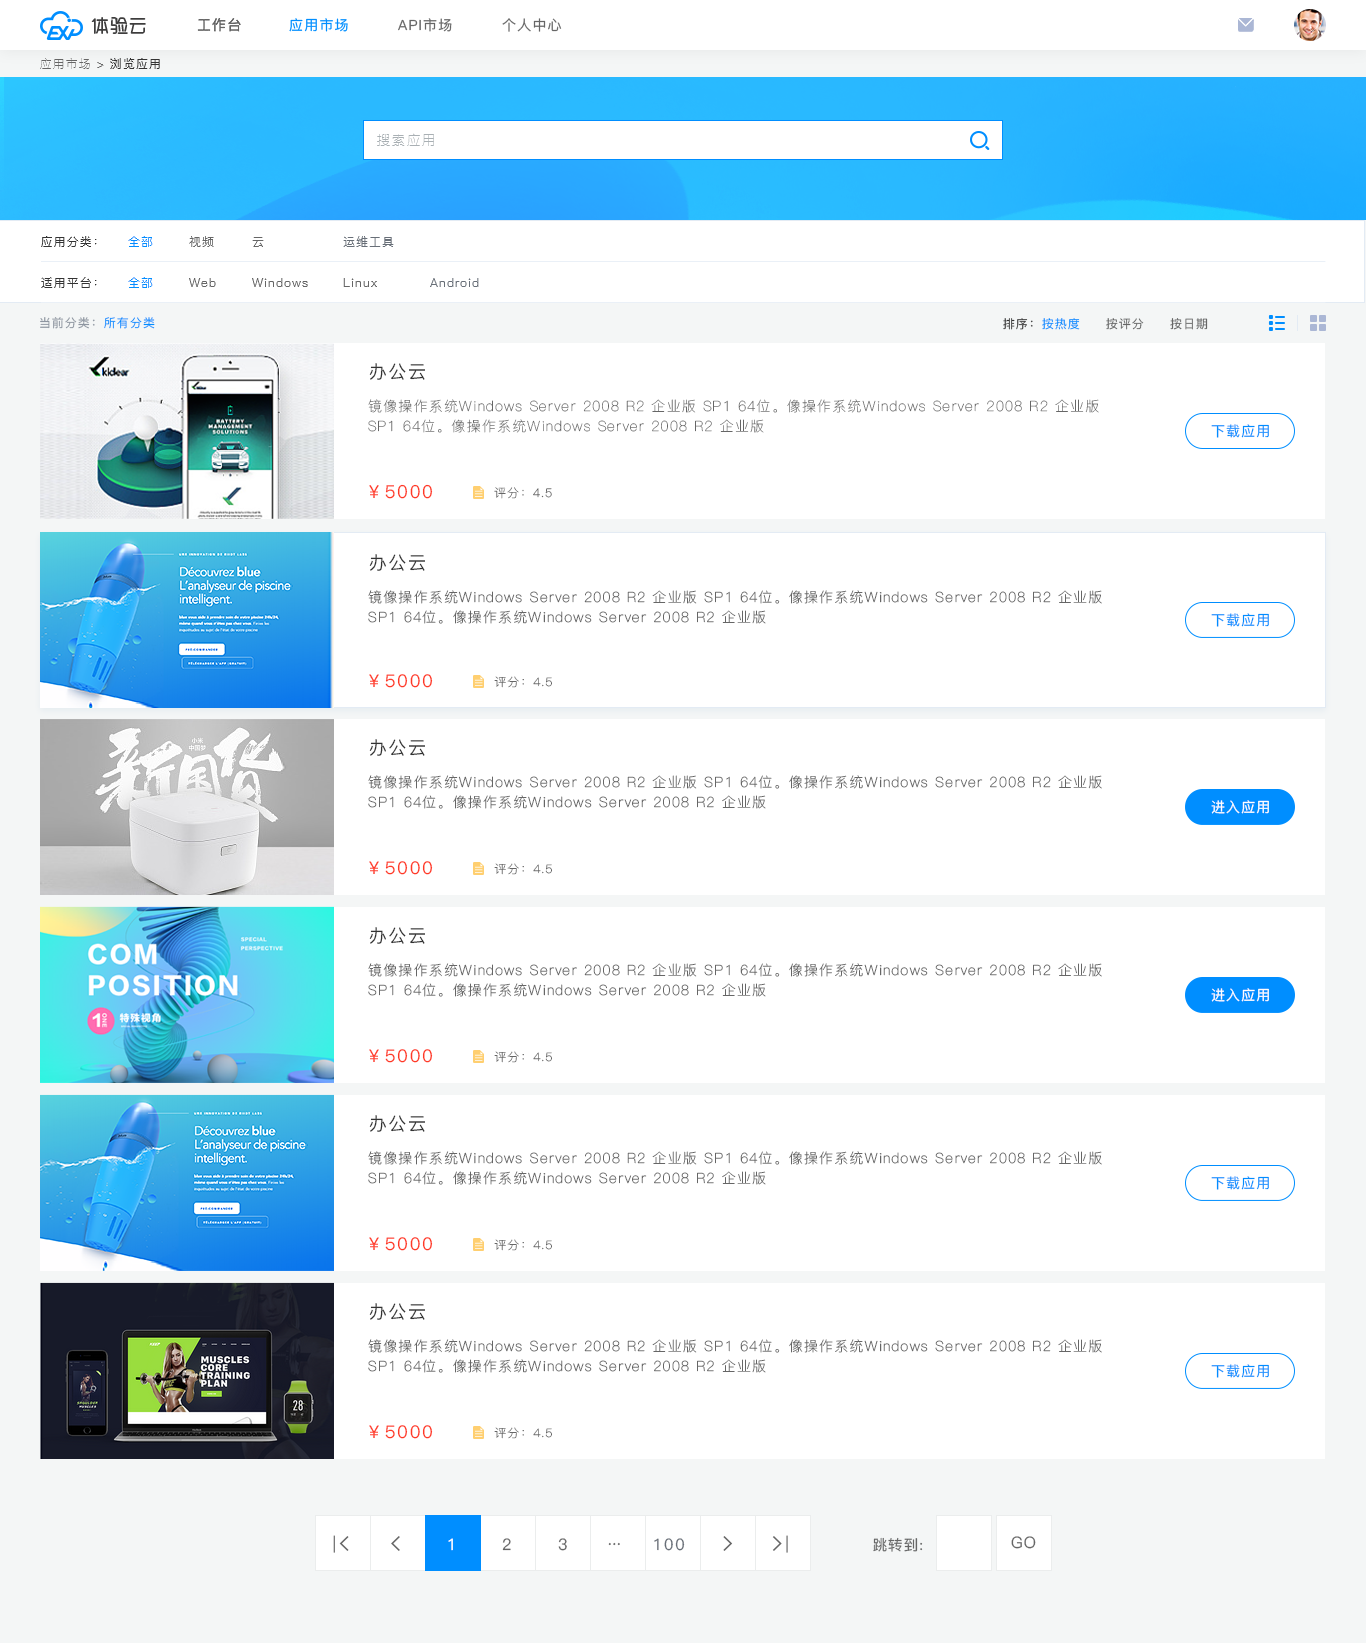 EXP 体验云 工作台 应用市场 API市场 个人中心
应用市场 > 浏览应用
搜索应用
应用分类： 全部 视频 云 运维工具
适用平台： 全部 Web Windows Linux Android
当前分类：所有分类 排序：按热度 按评分 按日期
kidear
BATTERY
MANAGEMENT
SOLUTIONS
办公云
镜像操作系统Windows Server 2008 R2 企业版 SP1 64位。像操作系统Windows Server 2008 R2 企业版
SP1 64位。像操作系统Windows Server 2008 R2 企业版
下载应用
¥5000 评分：4.5
Découvrez blue
L'analyseur de piscine
intelligent.
办公云
镜像操作系统Windows Server 2008 R2 企业版 SP1 64位。像操作系统Windows Server 2008 R2 企业版
SP1 64位。像操作系统Windows Server 2008 R2 企业版
下载应用
¥5000 评分：4.5
小米
中国梦
新国货
办公云
镜像操作系统Windows Server 2008 R2 企业版 SP1 64位。像操作系统Windows Server 2008 R2 企业版
SP1 64位。像操作系统Windows Server 2008 R2 企业版
进入应用
¥5000 评分：4.5
SPECIAL
PERSPECTIVE
COM
POSITION
1 特殊视角
办公云
镜像操作系统Windows Server 2008 R2 企业版 SP1 64位。像操作系统Windows Server 2008 R2 企业版
SP1 64位。像操作系统Windows Server 2008 R2 企业版
进入应用
¥5000 评分：4.5
Découvrez blue
L'analyseur de piscine
intelligent.
办公云
镜像操作系统Windows Server 2008 R2 企业版 SP1 64位。像操作系统Windows Server 2008 R2 企业版
SP1 64位。像操作系统Windows Server 2008 R2 企业版
下载应用
¥5000 评分：4.5
MUSCLES
CORE
TRAINING
PLAN
28
办公云
镜像操作系统Windows Server 2008 R2 企业版 SP1 64位。像操作系统Windows Server 2008 R2 企业版
SP1 64位。像操作系统Windows Server 2008 R2 企业版
下载应用
¥5000 评分：4.5
|< < 1 2 3 ... 100 > >| 跳转到: GO